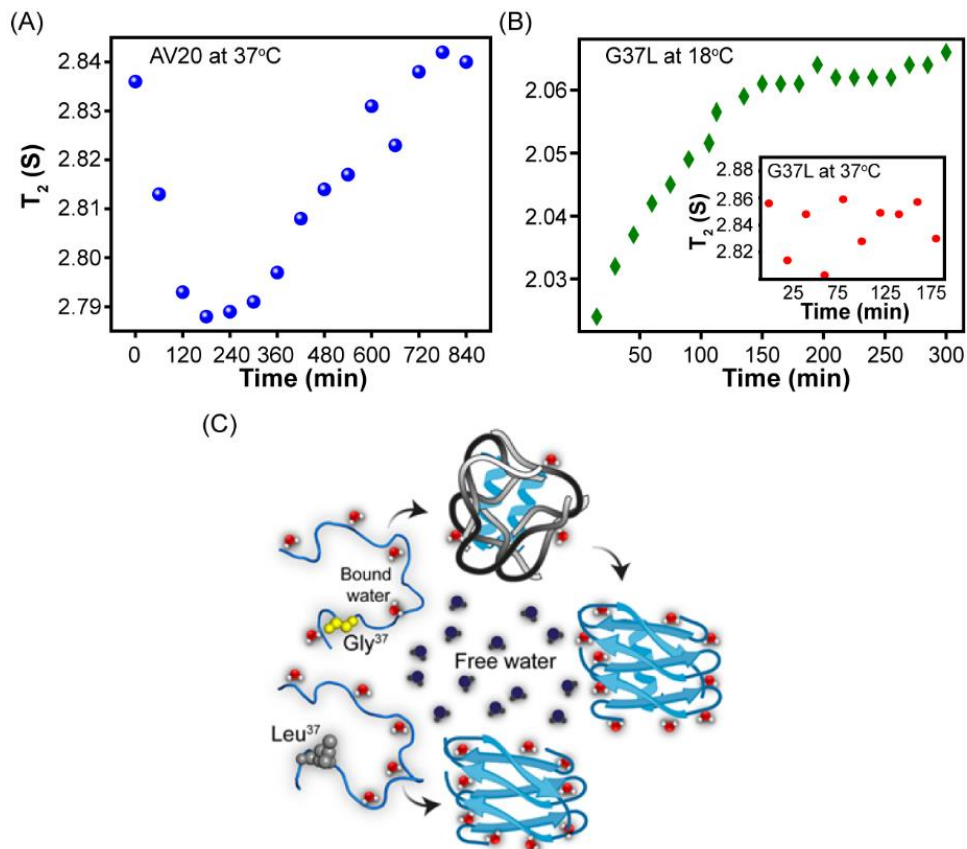 (A)
AV20 at 37°C
2.84
2.83
2.82
2.81
2.80
2.79
T₂ (S)
0 120 240 360 480 600 720 840
Time (min)
(B)
G37L at 18°C
2.06
2.05
2.04
2.03
50 100 150 200 250 300
Time (min)
G37L at 37°C
2.88
2.86
2.84
2.82
T₂ (S)
25 75 125 175
Time (min)
(C)
Bound
water
Gly³⁷
Free water
Leu³⁷